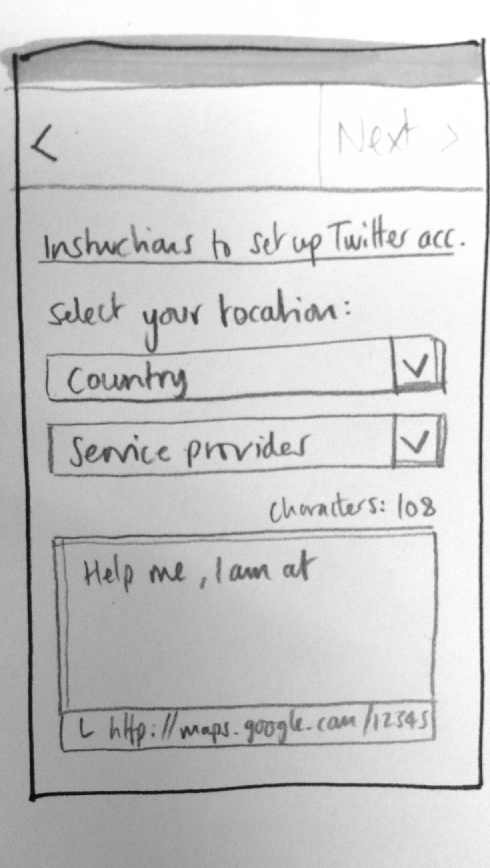 < Next >
Instructions to set up Twitter acc.
Select your location:
Country
Service provider
Characters: 108
Help me, I am at
http://maps.google.com/12345